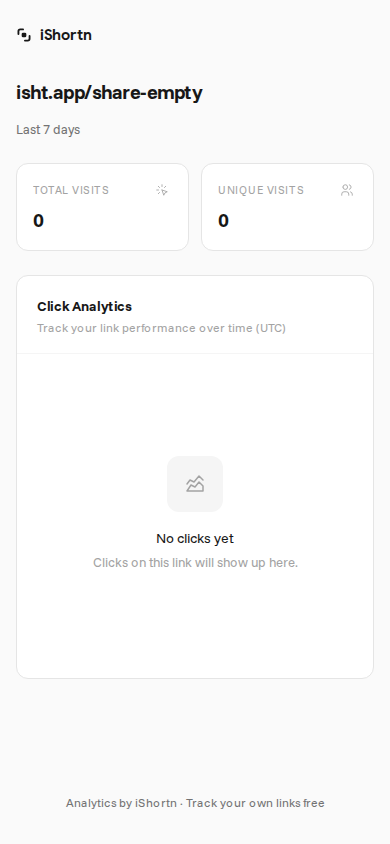 iShortn
isht.app/share-empty
Last 7 days
TOTAL VISITS
0
UNIQUE VISITS
0
Click Analytics
Track your link performance over time (UTC)
No clicks yet
Clicks on this link will show up here.
Analytics by iShortn · Track your own links free